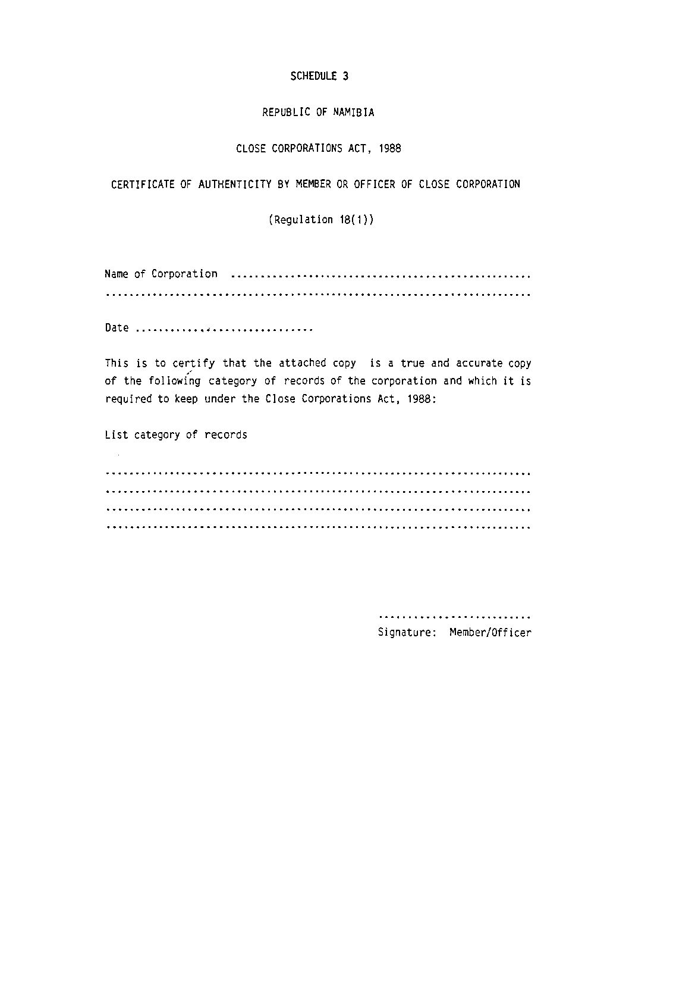 SCHEDULE 3
REPUBLIC OF NAMIBIA
CLOSE CORPORATIONS ACT, 1988
CERTIFICATE OF AUTHENTICITY BY MEMBER OR OFFICER OF CLOSE CORPORATION
(Regulation 18(1))
Name of Corporation ..................................................
.......................................................................
Date ..............................
This is to certify that the attached copy is a true and accurate copy
of the following category of records of the corporation and which it is
required to keep under the Close Corporations Act, 1988:
List category of records
.......................................................................
.......................................................................
.......................................................................
.......................................................................
..........................
Signature: Member/Officer